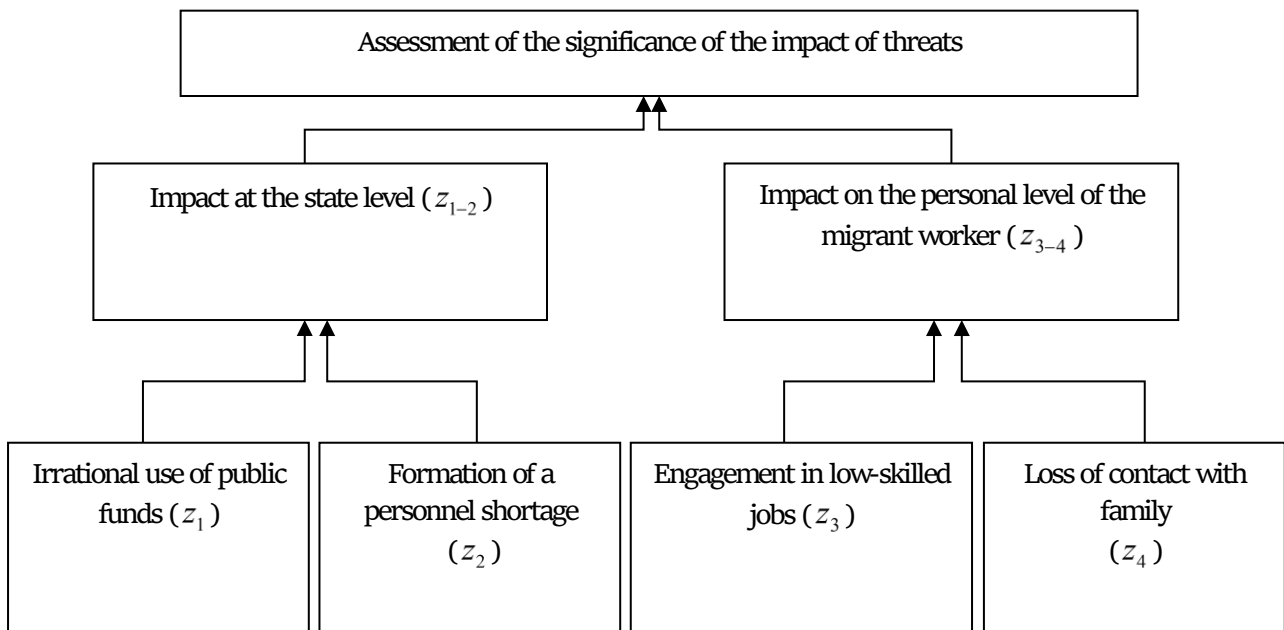 Assessment of the significance of the impact of threats
Impact at the state level (z₁₋₂)
Impact on the personal level of the
migrant worker (z₃₋₄)
Irrational use of public
funds (z₁)
Formation of a
personnel shortage
(z₂)
Engagement in low-skilled
jobs (z₃)
Loss of contact with
family
(z₄)